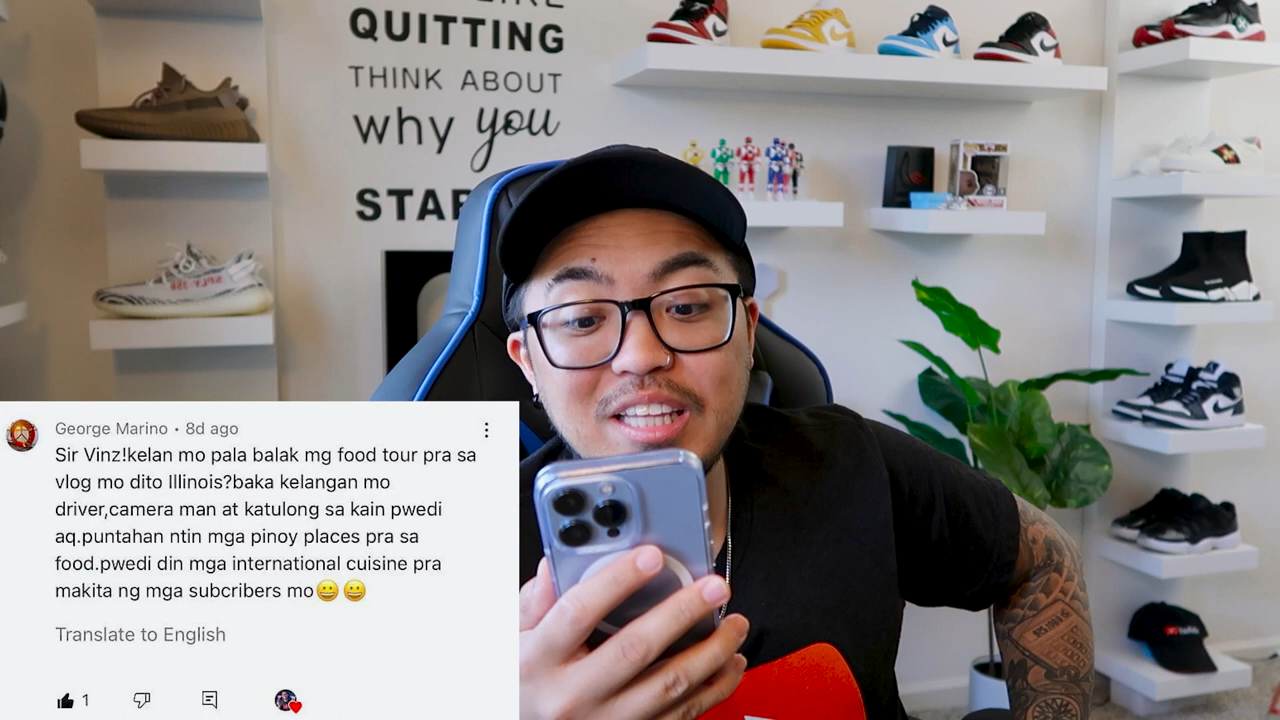 QUITTING
THINK ABOUT
why you
George Marino • 8d ago
Sir Vinz!kelan mo pala balak mg food tour pra sa
vlog mo dito Illinois?baka kelangan mo
driver,camera man at katulong sa kain pwedi
aq.puntahan ntin mga pinoy places pra sa
food.pwedi din mga international cuisine pra
makita ng mga subcribers mo😀 😀
Translate to English
1